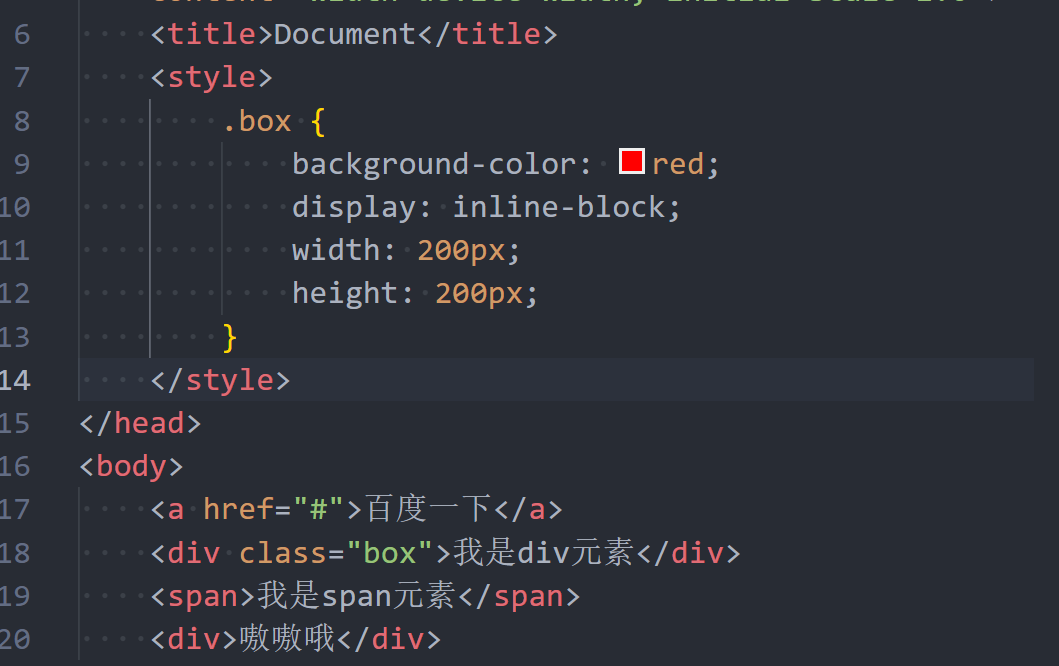 6 <title>Document</title>
7 <style>
8 .box {
9 background-color: red;
10 display: inline-block;
11 width: 200px;
12 height: 200px;
13 }
14 </style>
15 </head>
16 <body>
17 <a href="#">百度一下</a>
18 <div class="box">我是div元素</div>
19 <span>我是span元素</span>
20 <div>嗷嗷哦</div>